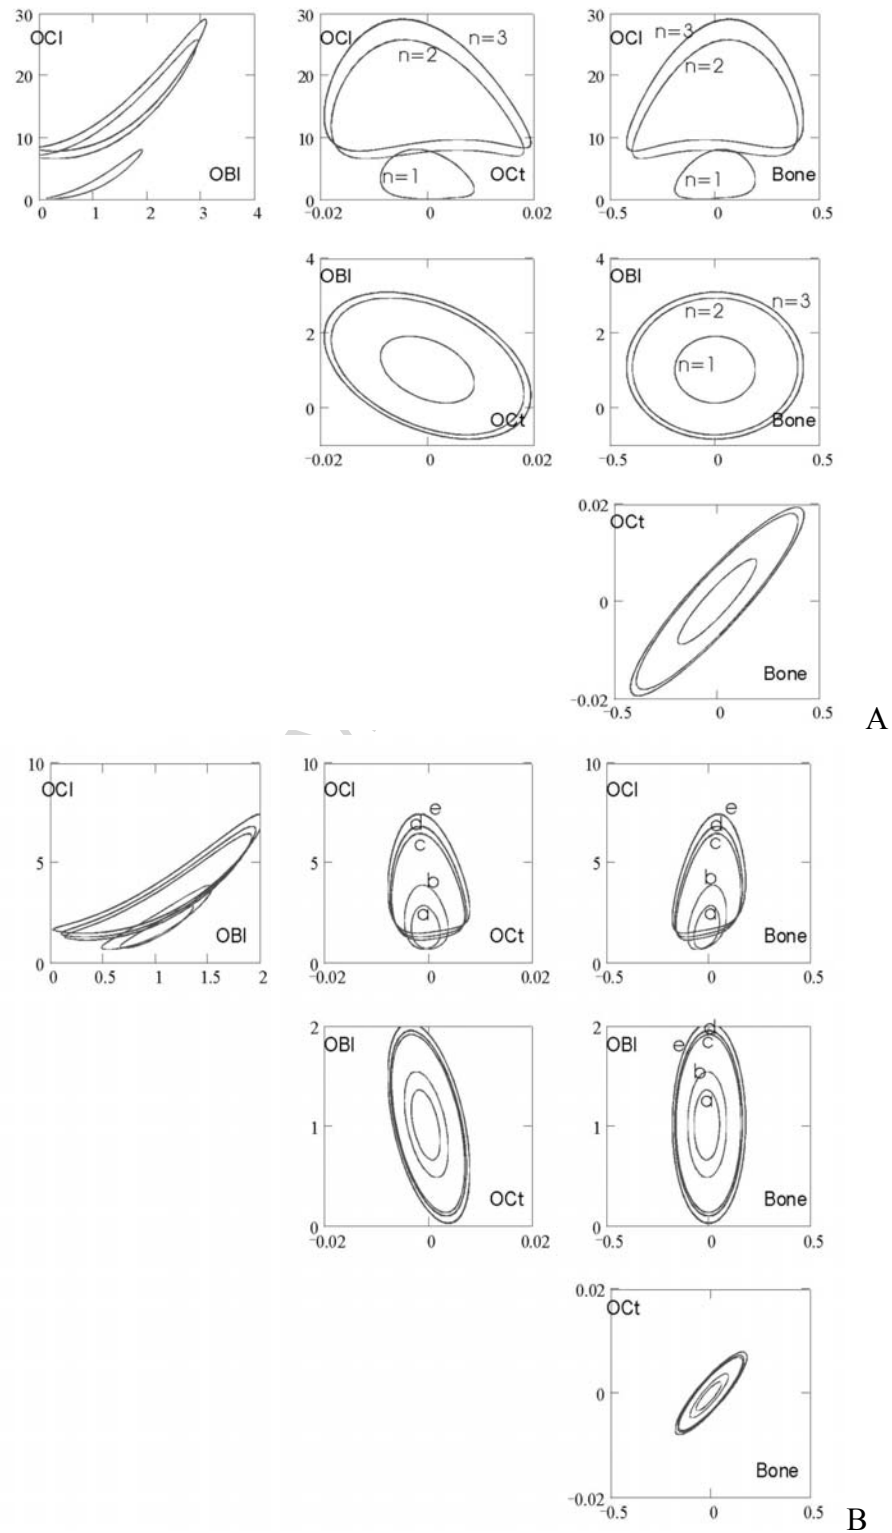 30 30 30
OCl OCl n=3 OCl n=3
n=2 n=2
20 20 20
10 10 10
OBl n=1 OCt n=1 Bone
0 0 0
0 1 2 3 4 −0.02 0 0.02 −0.5 0 0.5
4 4
OBl OBl n=3
n=2
2 2
n=1
0 0
OCt Bone
−0.02 0 0.02 −0.5 0 0.5
0.02
OCt
0
Bone
−0.02
−0.5 0 0.5
A
10 10 10
OCl OCl e OCl e
d d
c c
5 5 5
b b
a a
OBl OCt Bone
0 0 0
0 0.5 1 1.5 2 −0.02 0 0.02 −0.5 0 0.5
2 2 d
OBl OBl e c
b
a
1 1
OCt Bone
0 0
−0.02 0 0.02 −0.5 0 0.5
0.02
OCt
0
Bone
−0.02
−0.5 0 0.5
B